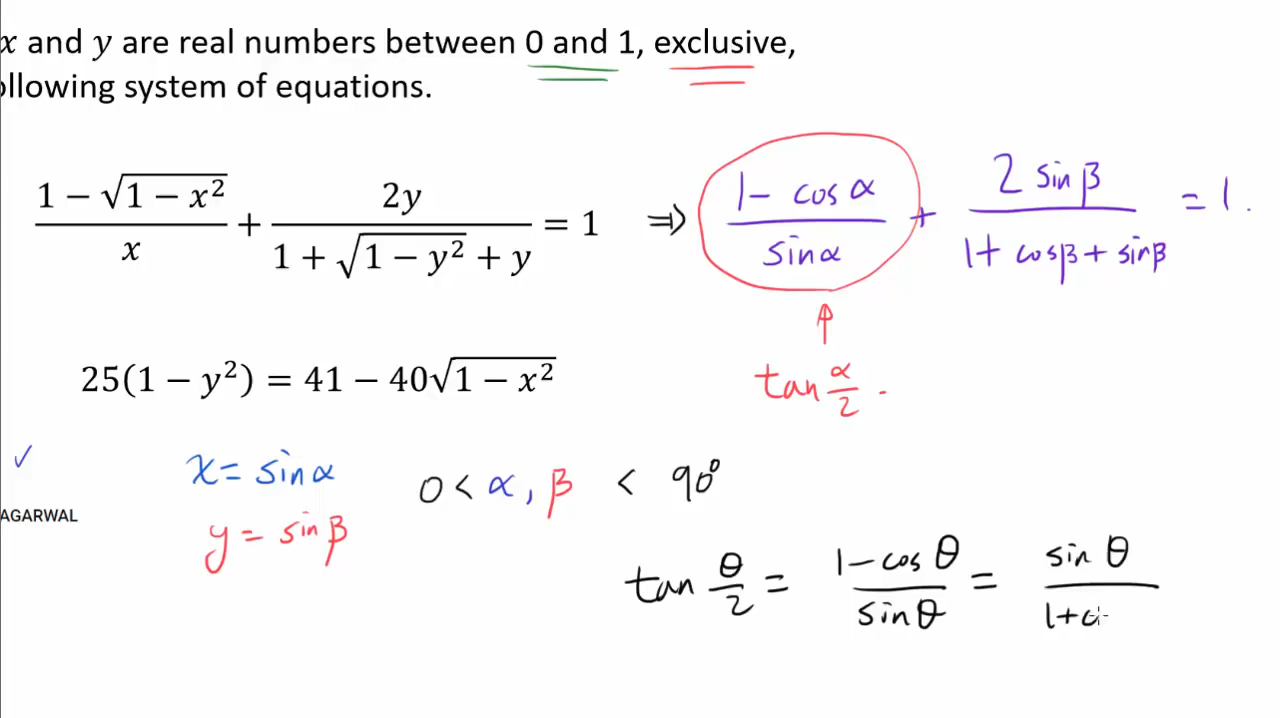 x and y are real numbers between 0 and 1, exclusive,
ollowing system of equations.
(1 − √(1 − x²))/x + 2y/(1 + √(1 − y²) + y) = 1 ⇒ (1 − cos α)/(sin α) + (2 sin β)/(1 + cos β + sin β) = 1.
↑
tan α/2 .
25(1 − y²) = 41 − 40√(1 − x²)
✓
x = sin α
0 < α, β < 90°
AGARWAL
y = sin β
tan θ/2 = (1 − cos θ)/(sin θ) = (sin θ)/(1 + c